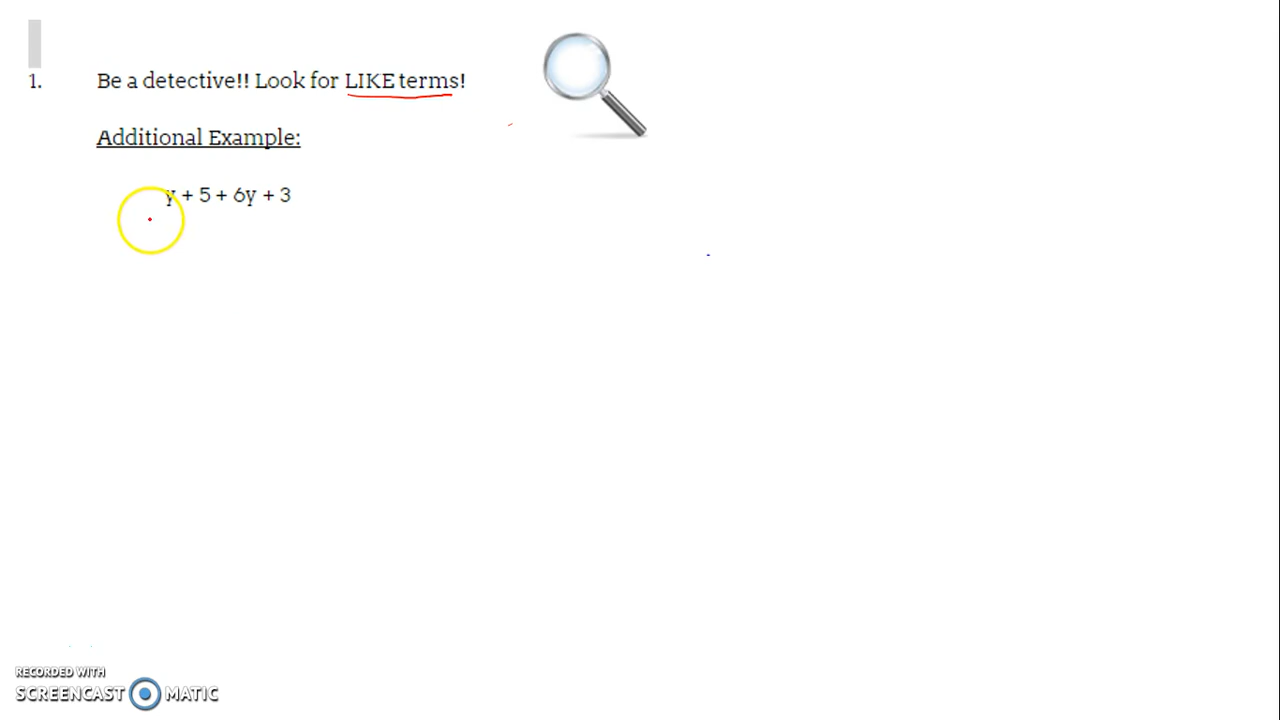 1. Be a detective!! Look for LIKE terms!
Additional Example:
y + 5 + 6y + 3
RECORDED WITH
SCREENCAST MATIC